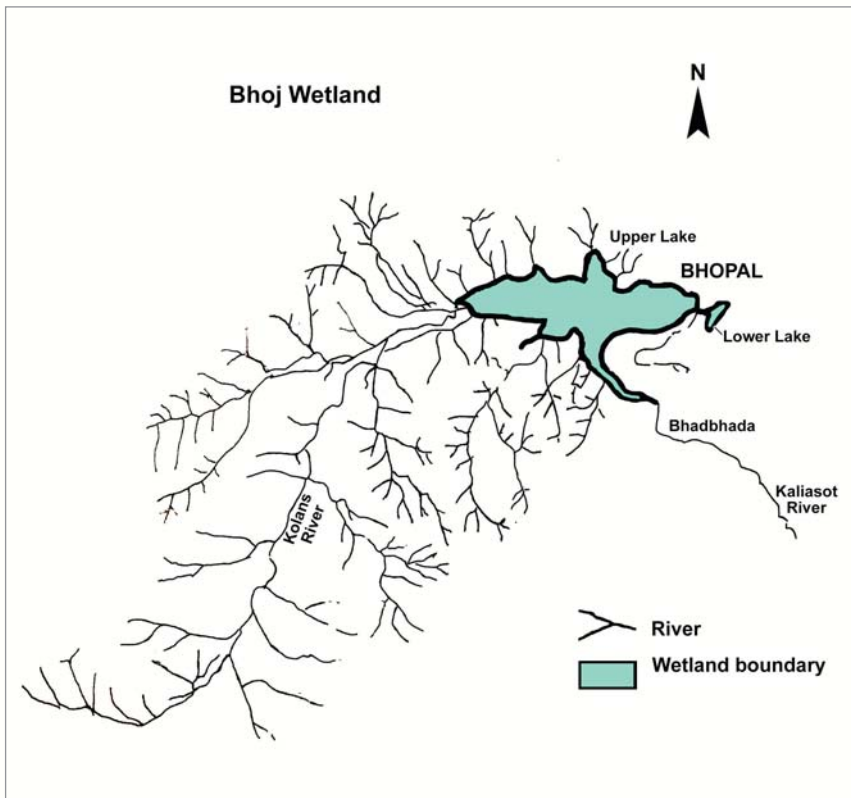 Bhoj Wetland
N
Upper Lake
BHOPAL
Lower Lake
Bhadbhada
Kaliasot
River
Kolans
River
River
Wetland boundary